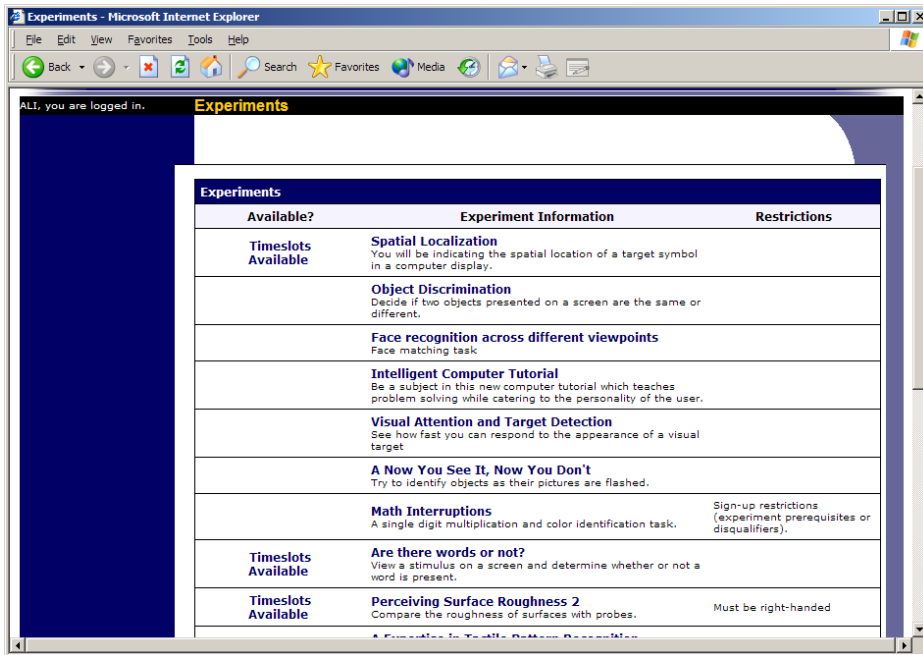 Experiments - Microsoft Internet Explorer
File Edit View Favorites Tools Help
Back Search Favorites Media
ALI, you are logged in. Experiments
Experiments
Available? Experiment Information Restrictions
Timeslots Available
Spatial Localization
You will be indicating the spatial location of a target symbol
in a computer display.
Object Discrimination
Decide if two objects presented on a screen are the same or
different.
Face recognition across different viewpoints
Face matching task
Intelligent Computer Tutorial
Be a subject in this new computer tutorial which teaches
problem solving while catering to the personality of the user.
Visual Attention and Target Detection
See how fast you can respond to the appearance of a visual
target
A Now You See It, Now You Don't
Try to identify objects as their pictures are flashed.
Math Interruptions
A single digit multiplication and color identification task.
Sign-up restrictions
(experiment prerequisites or
disqualifiers).
Timeslots
Available
Are there words or not?
View a stimulus on a screen and determine whether or not a
word is present.
Timeslots
Available
Perceiving Surface Roughness 2
Compare the roughness of surfaces with probes.
Must be right-handed
A Expertise in Tactile Pattern Recognition